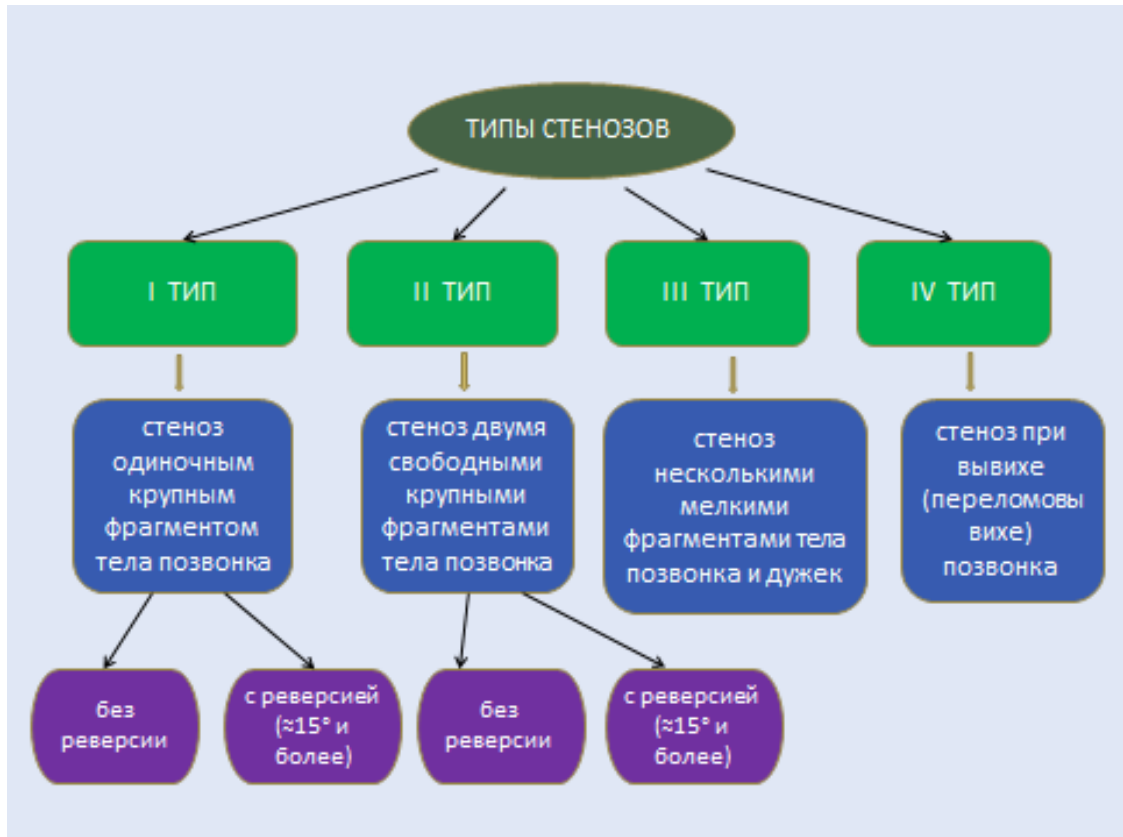 ТИПЫ СТЕНОЗОВ
I ТИП
II ТИП
III ТИП
IV ТИП
стеноз
одиночным
крупным
фрагментом
тела позвонка
стеноз двумя
свободными
крупными
фрагментами
тела позвонка
стеноз
несколькими
мелкими
фрагментами тела
позвонка и дужек
стеноз при
вывихе
(переломовы
вихе)
позвонка
без
реверсии
с реверсией
(≈15° и
более)
без
реверсии
с реверсией
(≈15° и
более)